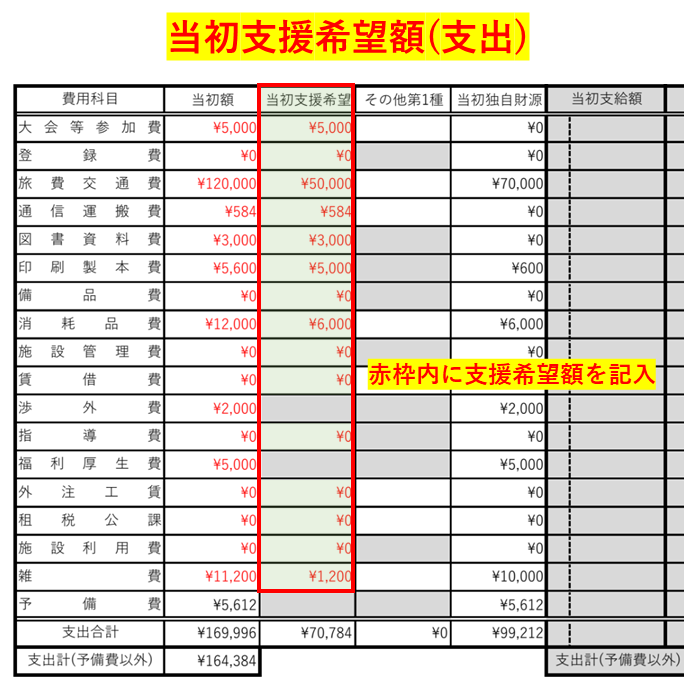 当初支援希望額(支出)
費用科目 当初額 当初支援希望 その他第1種 当初独自財源 当初支給額
大会等参加費 ¥5,000 ¥5,000 ¥0
登録費 ¥0 ¥0 ¥0
旅費交通費 ¥120,000 ¥50,000 ¥70,000
通信運搬費 ¥584 ¥584 ¥0
図書資料費 ¥3,000 ¥3,000 ¥0
印刷製本費 ¥5,600 ¥5,000 ¥600
備品費 ¥0 ¥0 ¥0
消耗品費 ¥12,000 ¥6,000 ¥6,000
施設管理費 ¥0 ¥0 ¥0
賃借費 ¥0 ¥0
赤枠内に支援希望額を記入
渉外費 ¥2,000 ¥2,000
指導費 ¥0 ¥0 ¥0
福利厚生費 ¥5,000 ¥5,000
外注工賃 ¥0 ¥0 ¥0
租税公課 ¥0 ¥0 ¥0
施設利用費 ¥0 ¥0 ¥0
雑費 ¥11,200 ¥1,200 ¥10,000
予備費 ¥5,612 ¥5,612
支出合計 ¥169,996 ¥70,784 ¥0 ¥99,212
支出計(予備費以外) ¥164,384 支出計(予備費以外)